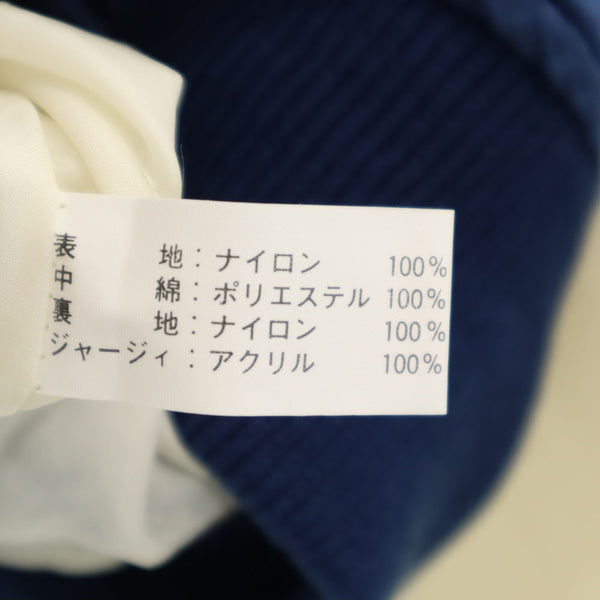 表　地：ナイロン 100%
中　綿：ポリエステル 100%
裏　地：ナイロン 100%
ジャージィ：アクリル 100%